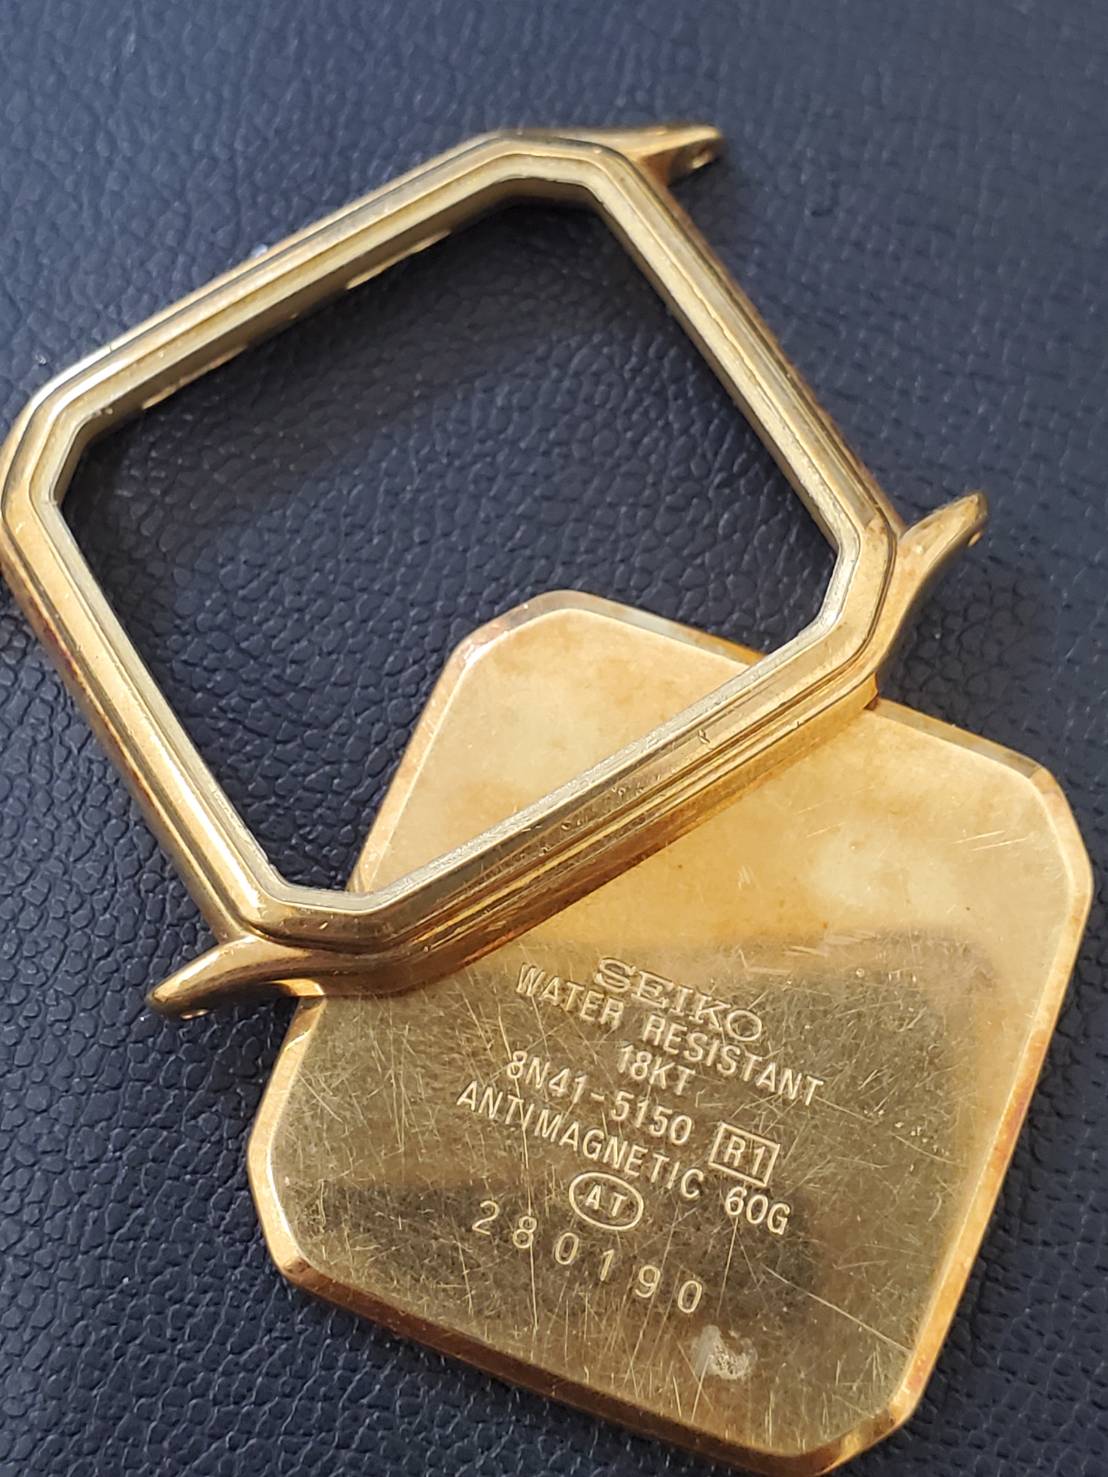 SEIKO
WATER RESISTANT
18KT
8N41-5150 R1
ANTIMAGNETIC 60G
AT
280190